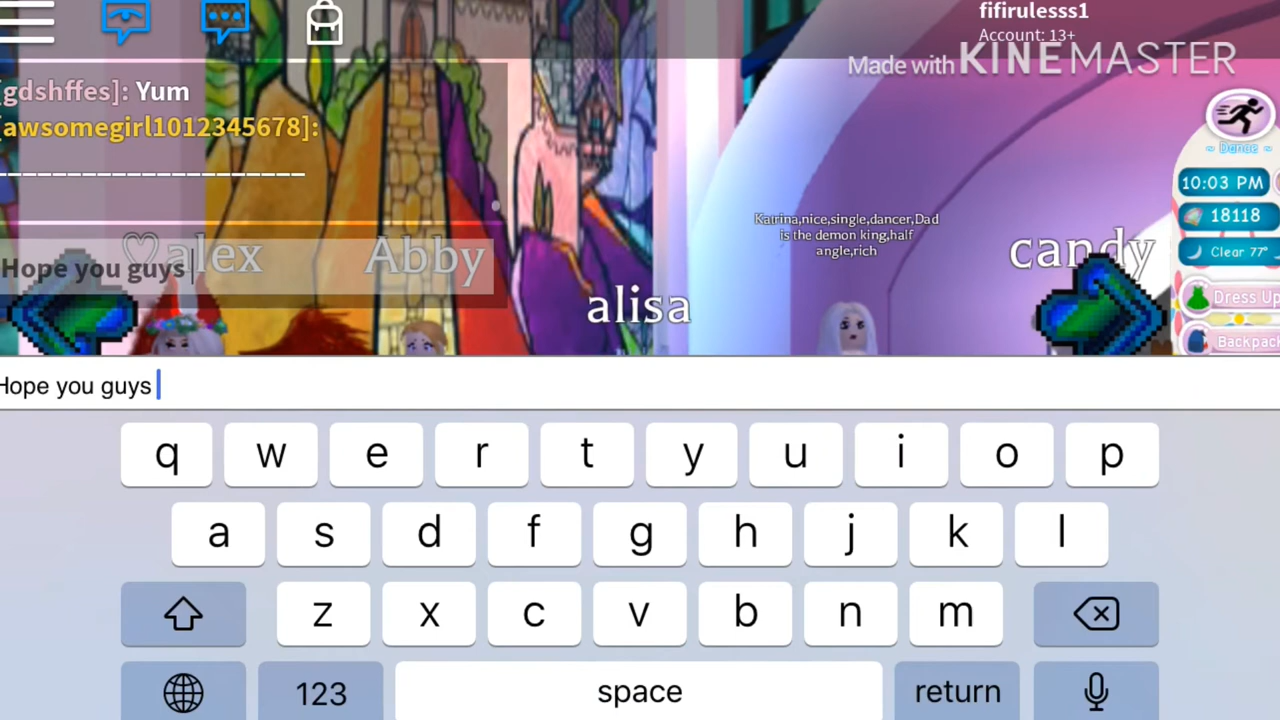 fifirulesss1
Account: 13+
Made with KINEMASTER
[gdshffes]: Yum
[awsomegirl1012345678]:
____________________
~ Dance ~
10:03 PM
18118
Clear 77°
Dress Up
Backpack
Katrina,nice,single,dancer,Dad
is the demon king,half
angle,rich
♡alex
Abby
candy
alisa
Hope you guys
Hope you guys
q w e r t y u i o p
a s d f g h j k l
z x c v b n m
123 space return